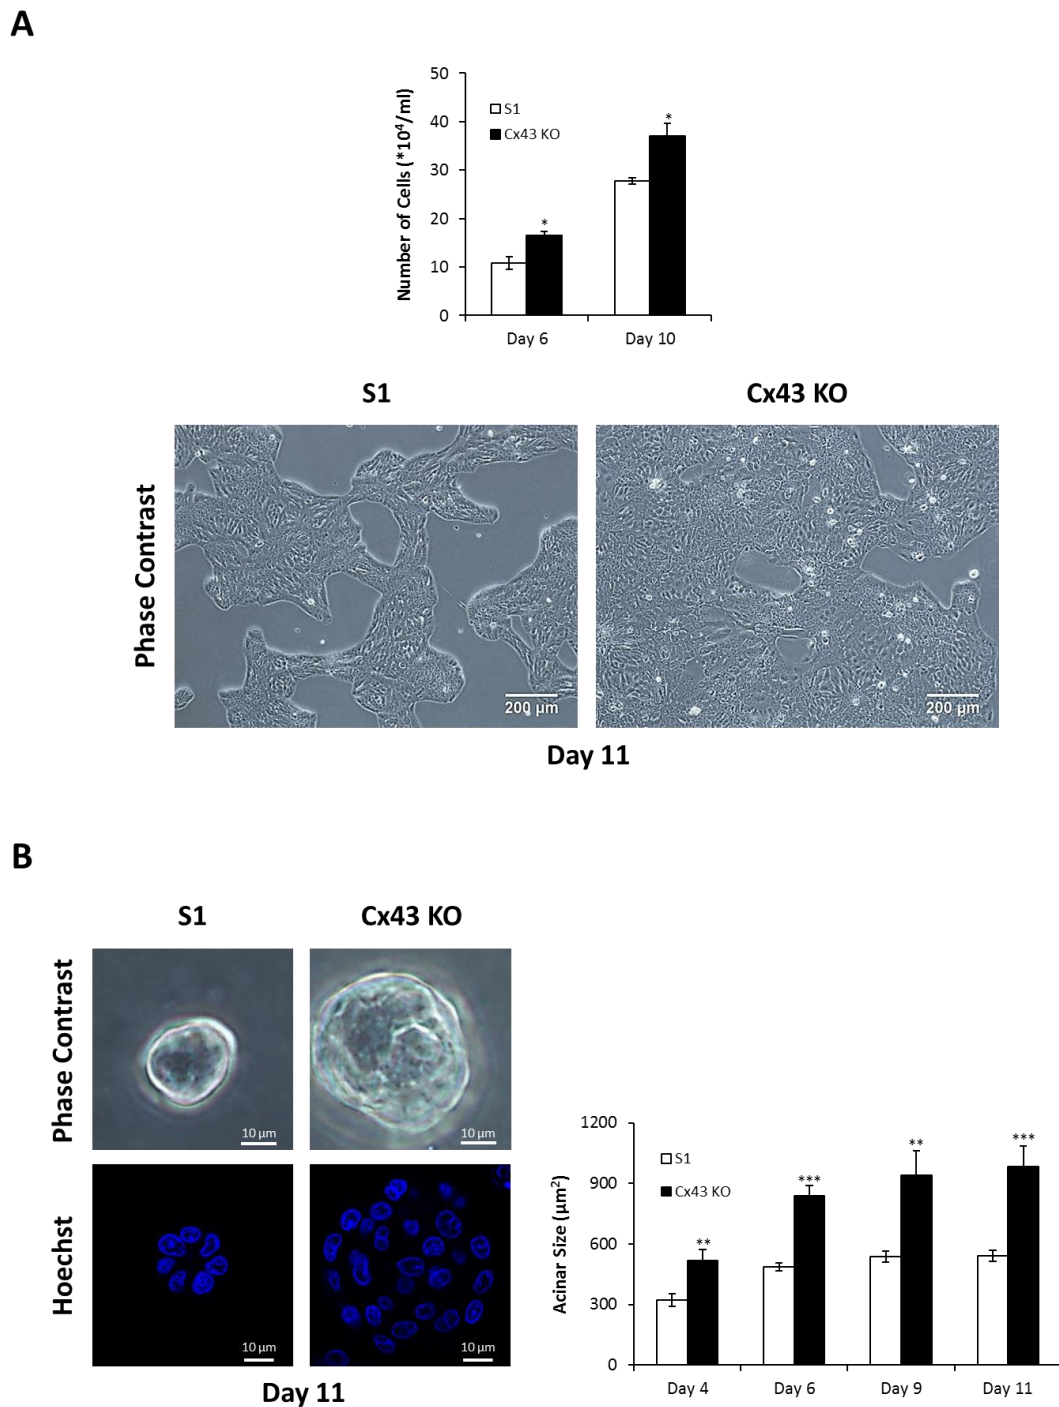 A
50
40
30
20
10
0
Number of Cells (*10⁴/ml)
S1
Cx43 KO
*
*
Day 6
Day 10
S1
Cx43 KO
Phase Contrast
200 µm
200 µm
Day 11
B
S1
Cx43 KO
Phase Contrast
10 µm
10 µm
Hoechst
10 µm
10 µm
Day 11
1200
900
600
300
0
Acinar Size (µm²)
S1
Cx43 KO
**
***
**
***
Day 4
Day 6
Day 9
Day 11